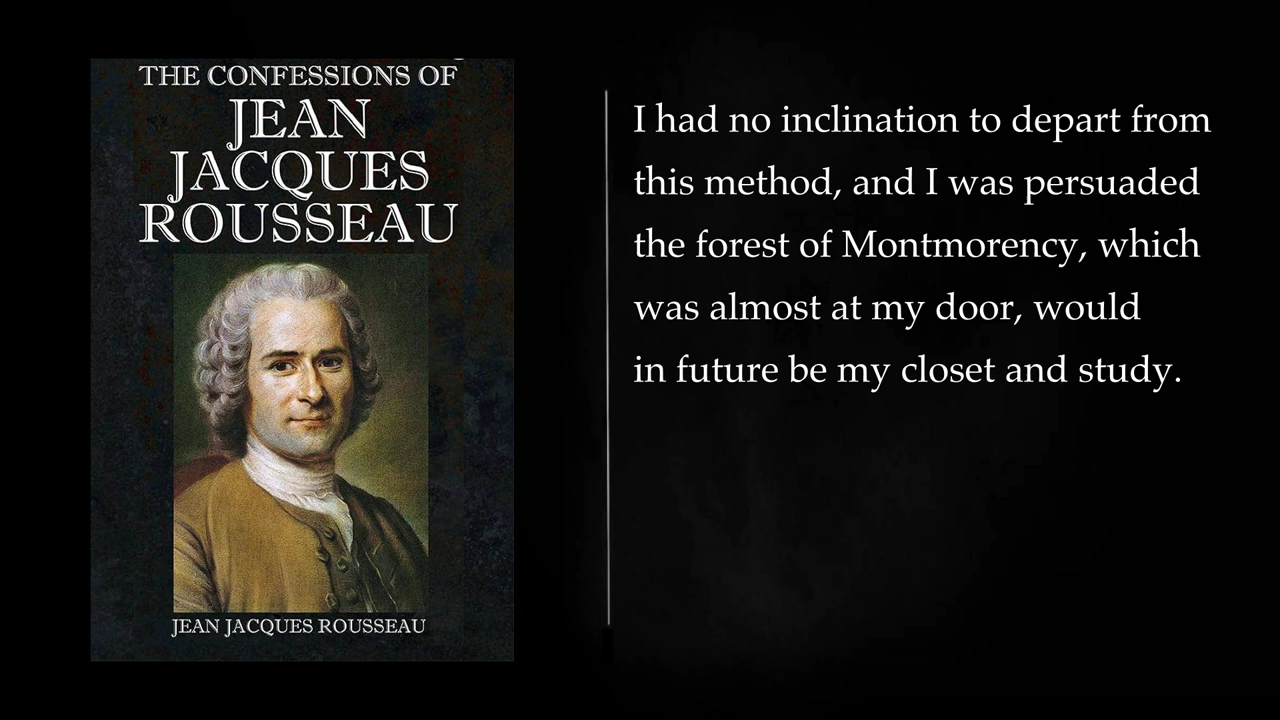 THE CONFESSIONS OF
JEAN
JACQUES
ROUSSEAU
JEAN JACQUES ROUSSEAU
I had no inclination to depart from
this method, and I was persuaded
the forest of Montmorency, which
was almost at my door, would
in future be my closet and study.